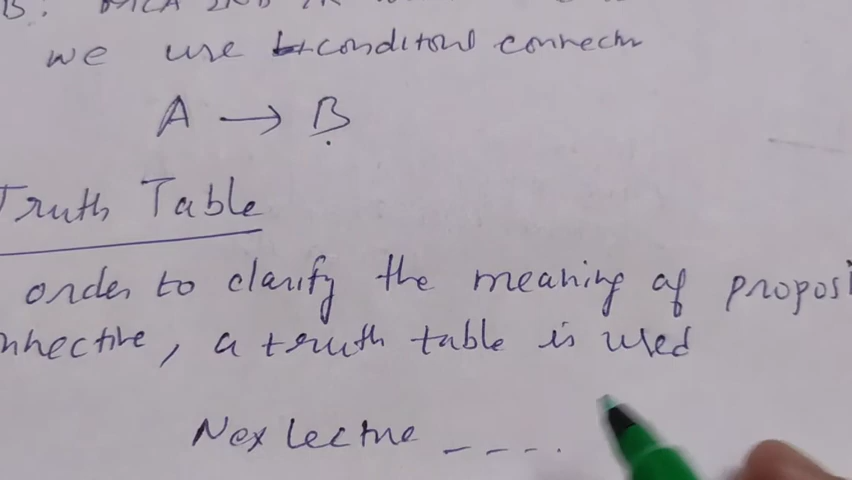 B:
we use conditonl connectn
A → B
Truth Table
order to clarify the meaning of proposi
nnective, a truth table is used
Nex lectne ----.